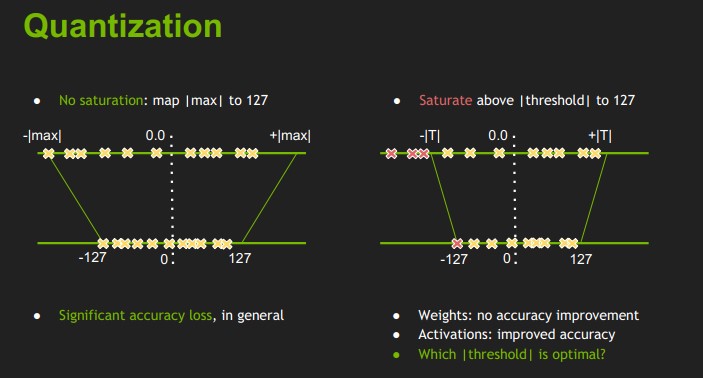 Quantization
● No saturation: map |max| to 127
-|max| 0.0 +|max|
-127 0 127
● Significant accuracy loss, in general
● Saturate above |threshold| to 127
-|T| 0.0 +|T|
-127 0 127
● Weights: no accuracy improvement
● Activations: improved accuracy
● Which |threshold| is optimal?